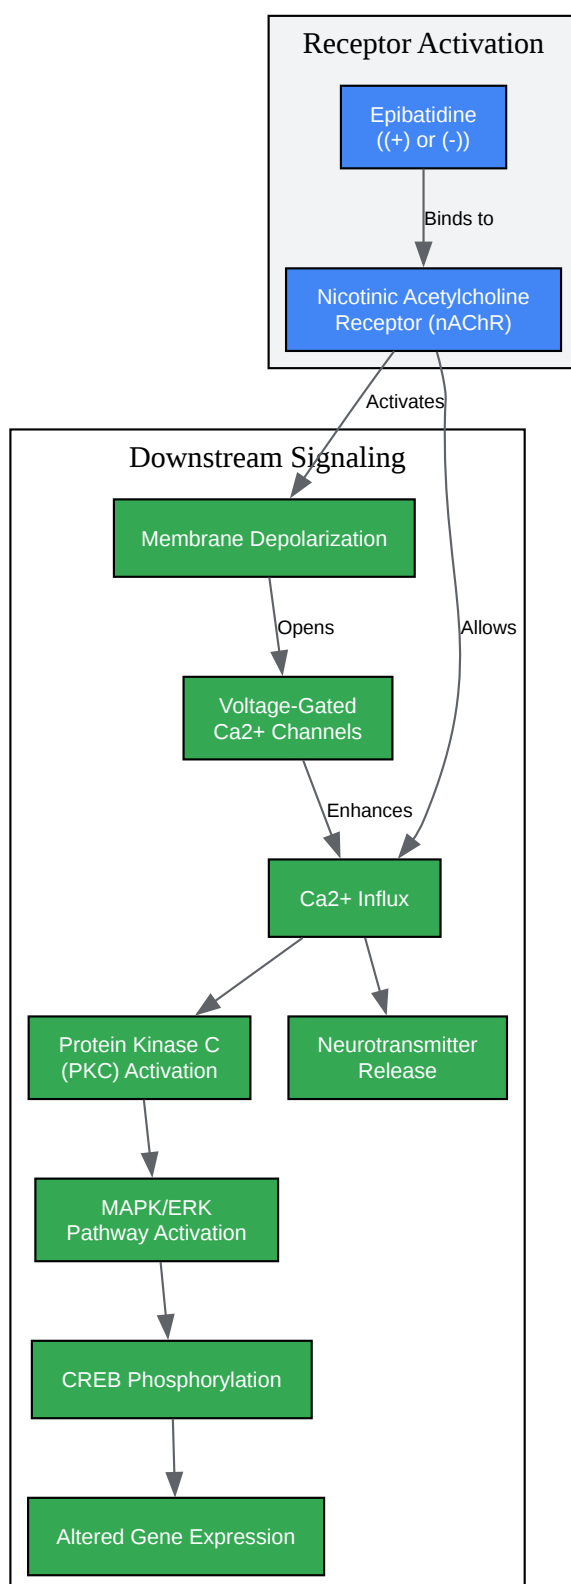 Receptor Activation
Epibatidine
((+) or (-))
Binds to
Nicotinic Acetylcholine
Receptor (nAChR)
Activates
Downstream Signaling
Membrane Depolarization
Opens
Allows
Voltage-Gated
Ca2+ Channels
Enhances
Ca2+ Influx
Protein Kinase C
(PKC) Activation
Neurotransmitter
Release
MAPK/ERK
Pathway Activation
CREB Phosphorylation
Altered Gene Expression